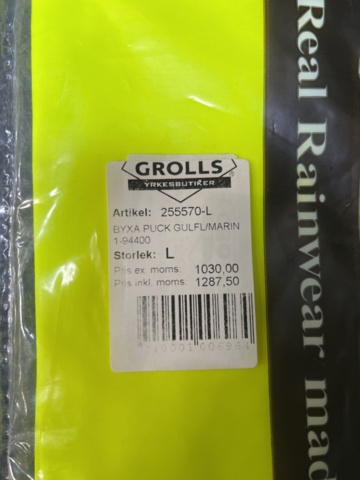 GROLLS
YRKESBUTIKER
Artikel: 255570-L
BYXA PUCK GULFL/MARIN
1-94400
Storlek: L
Pris ex. moms: 1030,00
Pris inkl. moms: 1287,50
Real Rainwear mad